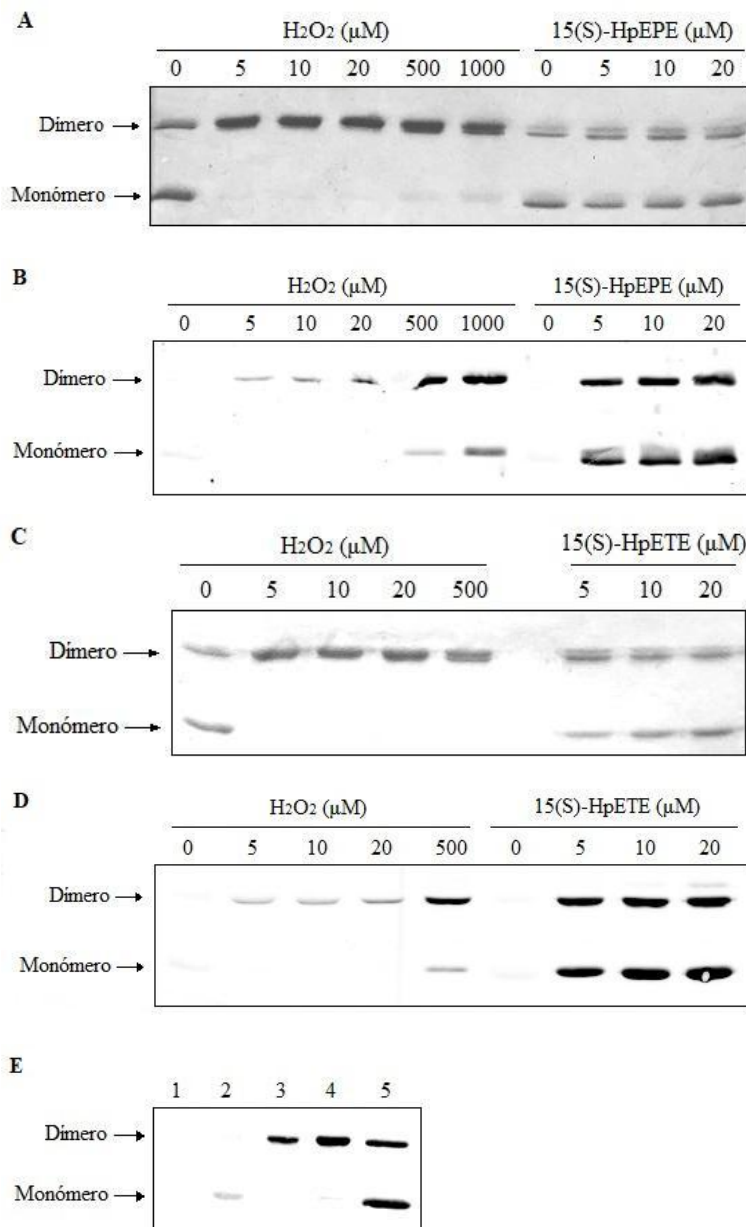 A
H2O2 (µM) 15(S)-HpEPE (µM)
0 5 10 20 500 1000 0 5 10 20
Dímero
Monómero
B
H2O2 (µM) 15(S)-HpEPE (µM)
0 5 10 20 500 1000 0 5 10 20
Dímero
Monómero
C
H2O2 (µM) 15(S)-HpETE (µM)
0 5 10 20 500 5 10 20
Dímero
Monómero
D
H2O2 (µM) 15(S)-HpETE (µM)
0 5 10 20 500 0 5 10 20
Dímero
Monómero
E
1 2 3 4 5
Dímero
Monómero